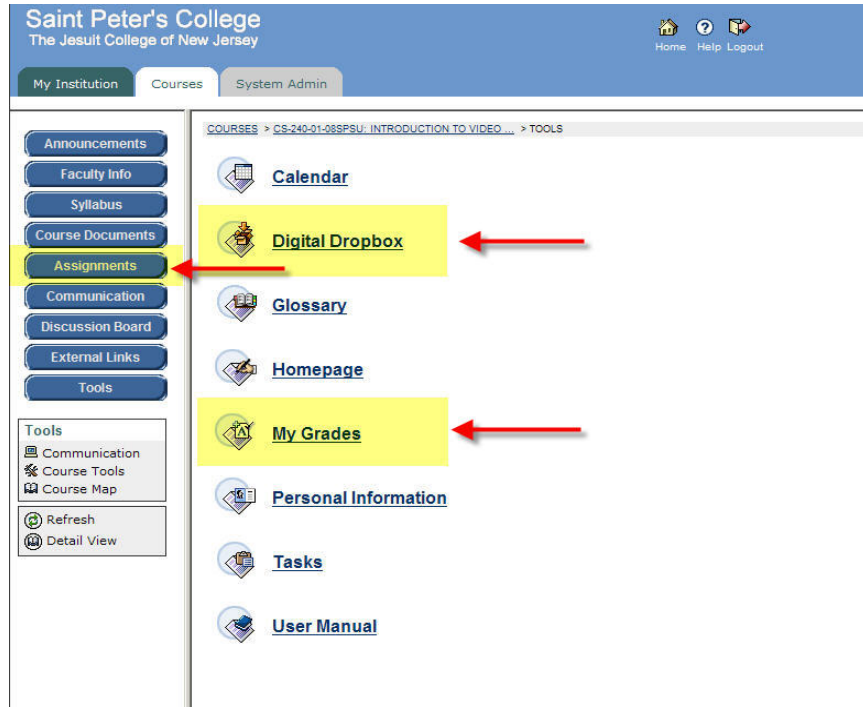 Saint Peter's College
The Jesuit College of New Jersey
Home Help Logout
My Institution Courses System Admin
COURSES > CS-240-01-08SPSU: INTRODUCTION TO VIDEO ... > TOOLS
Announcements
Faculty Info
Syllabus
Course Documents
Assignments
Communication
Discussion Board
External Links
Tools
Tools
Communication
Course Tools
Course Map
Refresh
Detail View
Calendar
Digital Dropbox
Glossary
Homepage
My Grades
Personal Information
Tasks
User Manual